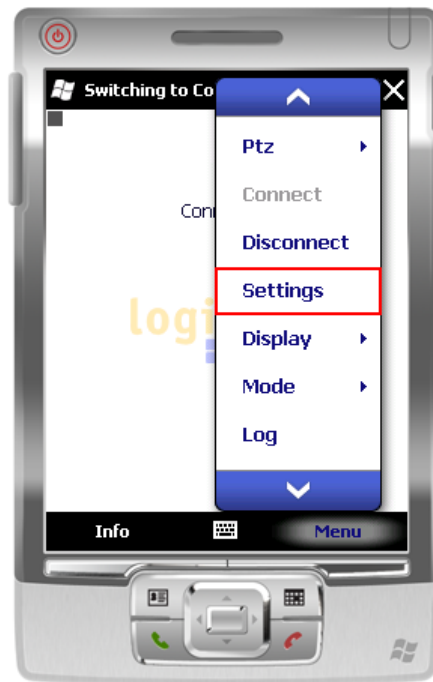 Switching to Co
Ptz
Connect
Conn
Disconnect
Settings
logi
Display
Mode
Log
Info
Menu